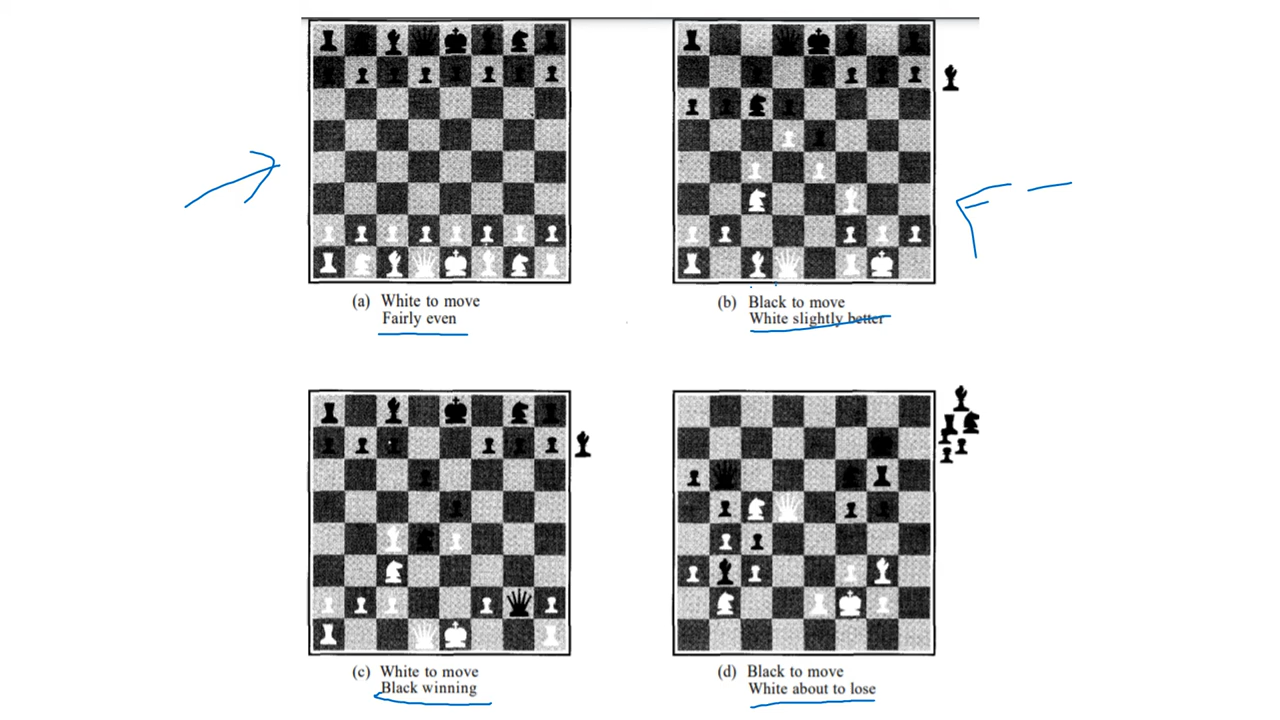 (a) White to move
Fairly even
(b) Black to move
White slightly better
(c) White to move
Black winning
(d) Black to move
White about to lose